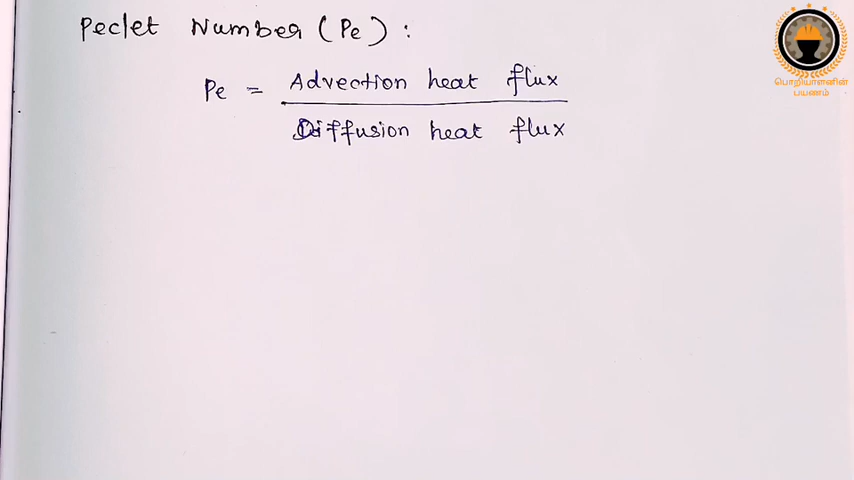 Peclet Number (Pe) :
Pe = Advection heat flux
Diffusion heat flux
பொறியாளனின்
பயணம்